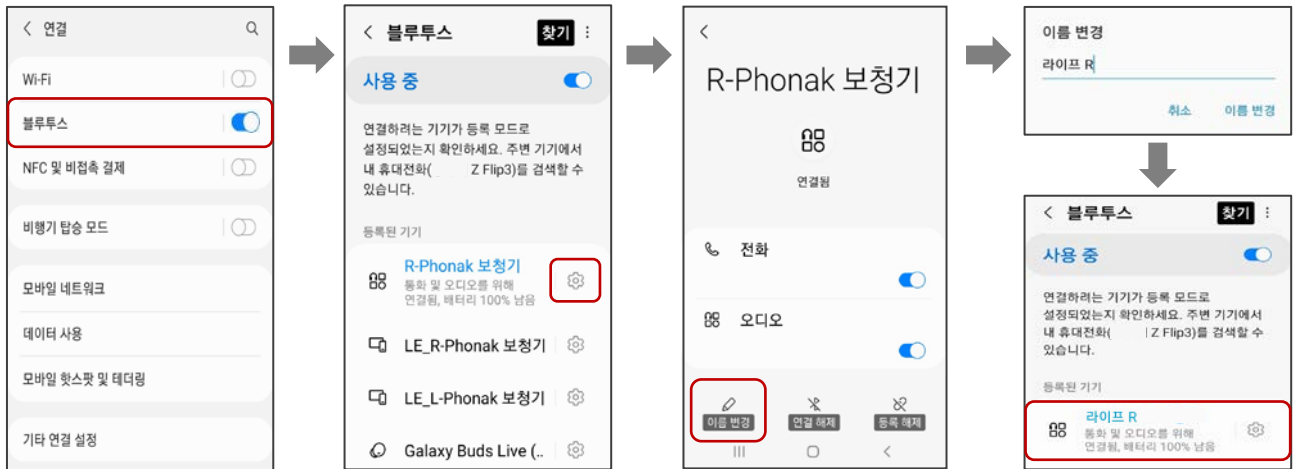 연결
Wi-Fi
블루투스
NFC 및 비접촉 결제
비행기 탑승 모드
모바일 네트워크
데이터 사용
모바일 핫스팟 및 테더링
기타 연결 설정
블루투스
찾기
사용 중
연결하려는 기기가 등록 모드로
설정되었는지 확인하세요. 주변 기기에서
내 휴대전화( Z Flip3)를 검색할 수
있습니다.
등록된 기기
R-Phonak 보청기
통화 및 오디오를 위해
연결됨, 배터리 100% 남음
LE_R-Phonak 보청기
LE_L-Phonak 보청기
Galaxy Buds Live (..
R-Phonak 보청기
연결됨
전화
오디오
이름 변경
연결 해제
등록 해제
이름 변경
라이프 R
취소
이름 변경
블루투스
찾기
사용 중
연결하려는 기기가 등록 모드로
설정되었는지 확인하세요. 주변 기기에서
내 휴대전화( Z Flip3)를 검색할 수
있습니다.
등록된 기기
라이프 R
통화 및 오디오를 위해
연결됨, 배터리 100% 남음